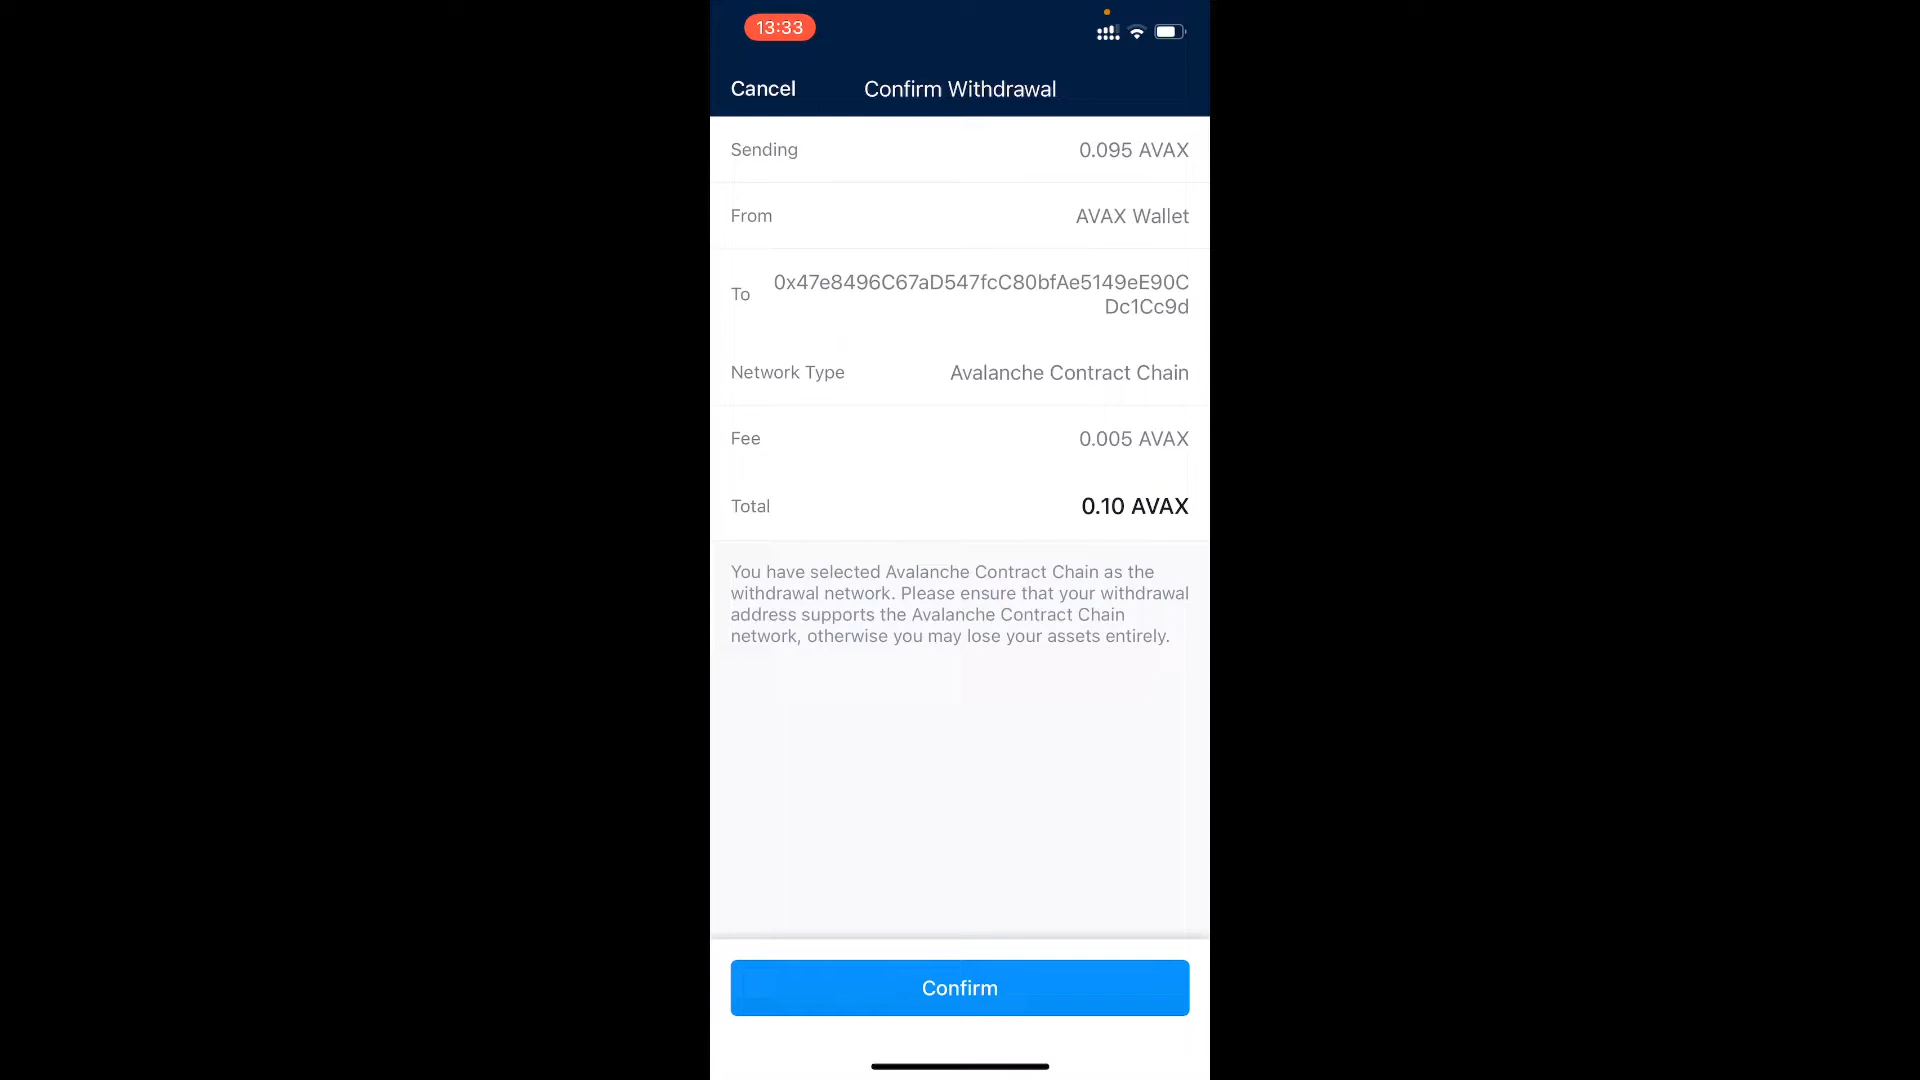 13:33
Cancel
Confirm Withdrawal
Sending
0.095 AVAX
From
AVAX Wallet
To
0x47e8496C67aD547fcC80bfAe5149eE90C
Dc1Cc9d
Network Type
Avalanche Contract Chain
Fee
0.005 AVAX
Total
0.10 AVAX
You have selected Avalanche Contract Chain as the
withdrawal network. Please ensure that your withdrawal
address supports the Avalanche Contract Chain
network, otherwise you may lose your assets entirely.
Confirm